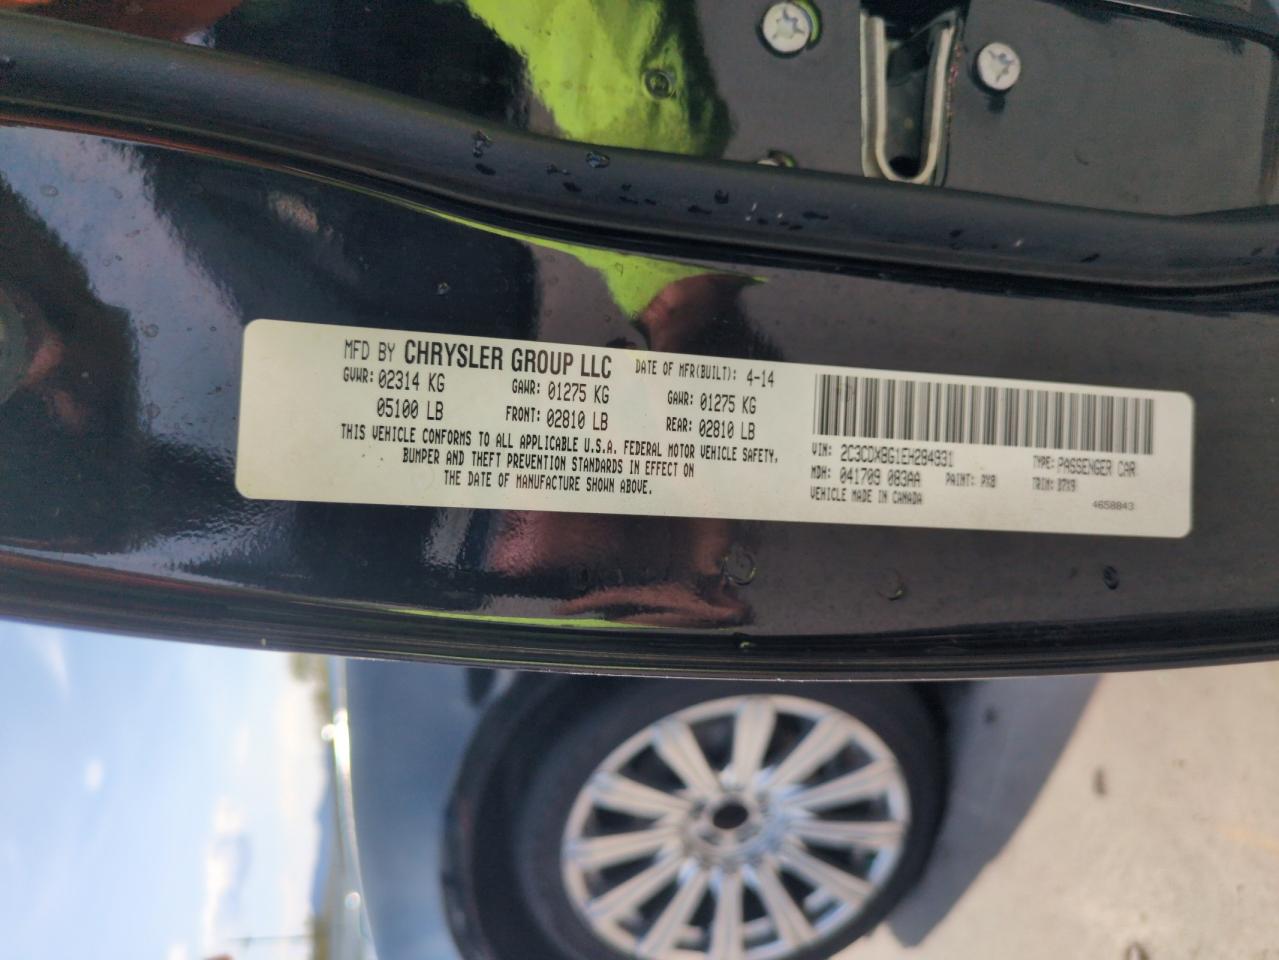 MFD BY CHRYSLER GROUP LLC DATE OF MFR(BUILT): 4-14
GVWR: 02314 KG GAWR: 01275 KG GAWR: 01275 KG
05100 LB FRONT: 02810 LB REAR: 02810 LB
THIS VEHICLE CONFORMS TO ALL APPLICABLE U.S.A. FEDERAL MOTOR VEHICLE SAFETY,
BUMPER AND THEFT PREVENTION STANDARDS IN EFFECT ON
THE DATE OF MANUFACTURE SHOWN ABOVE.
VIN: 2C3CDXBG1EH284931 TYPE: PASSENGER CAR
MDH: 041709 083AA PAINT: PX8 TRIM: B7X9
VEHICLE MADE IN CANADA 4658843